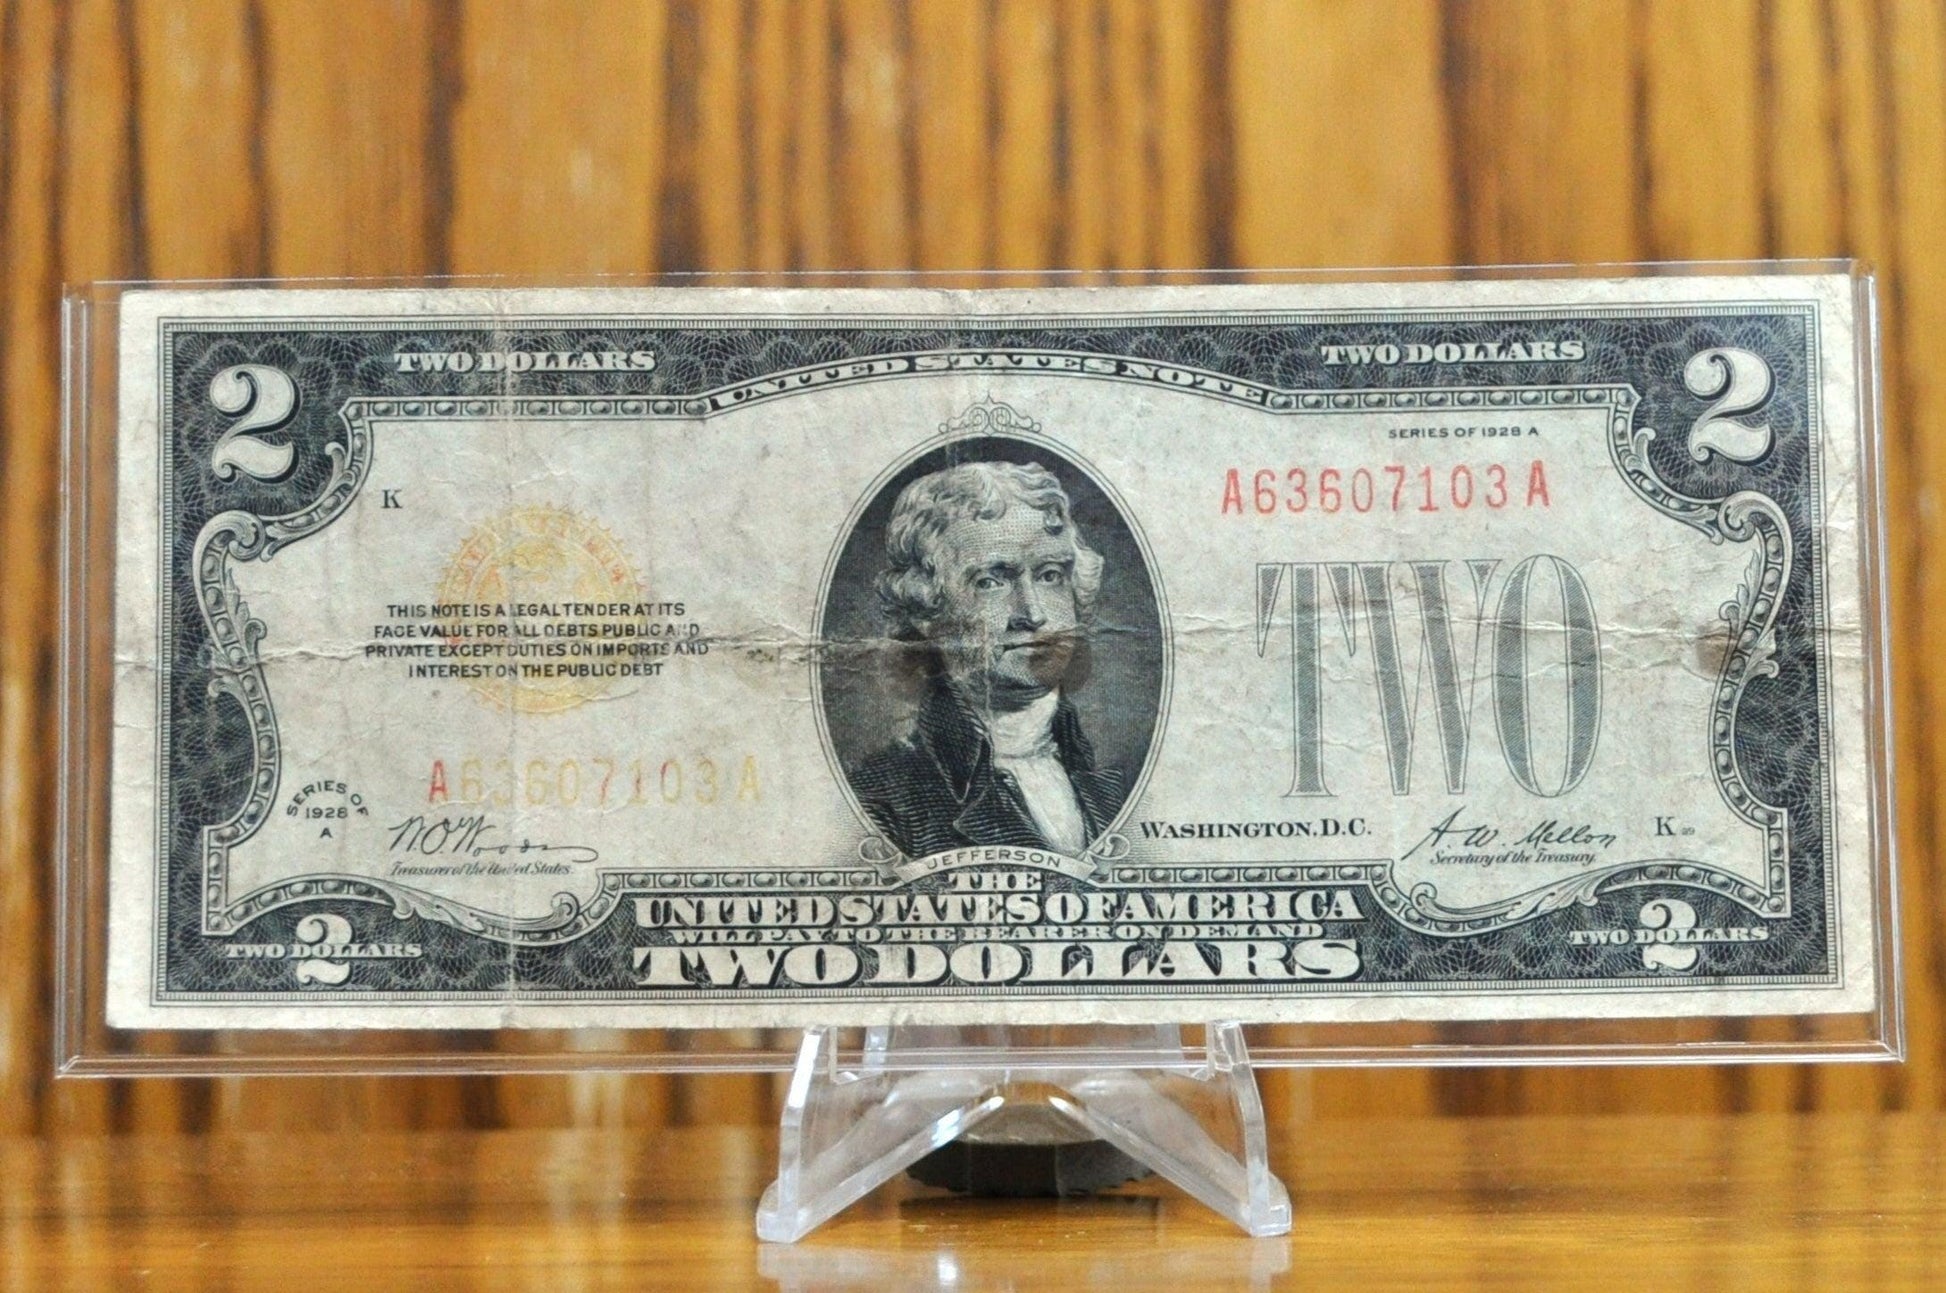 TWO DOLLARS
UNITED STATES NOTE
TWO DOLLARS
2
2
SERIES OF 1928 A
K
A63607103A
THIS NOTE IS A LEGAL TENDER AT ITS
FACE VALUE FOR ALL DEBTS PUBLIC AND
PRIVATE EXCEPT DUTIES ON IMPORTS AND
INTEREST ON THE PUBLIC DEBT
TWO
A63607103A
SERIES OF
1928
A
W.O. Woods
Treasurer of the United States.
WASHINGTON, D.C.
A. W. Mellon
Secretary of the Treasury.
K
JEFFERSON
THE
UNITED STATES OF AMERICA
WILL PAY TO THE BEARER ON DEMAND
TWO DOLLARS
2
TWO DOLLARS
2
TWO DOLLARS